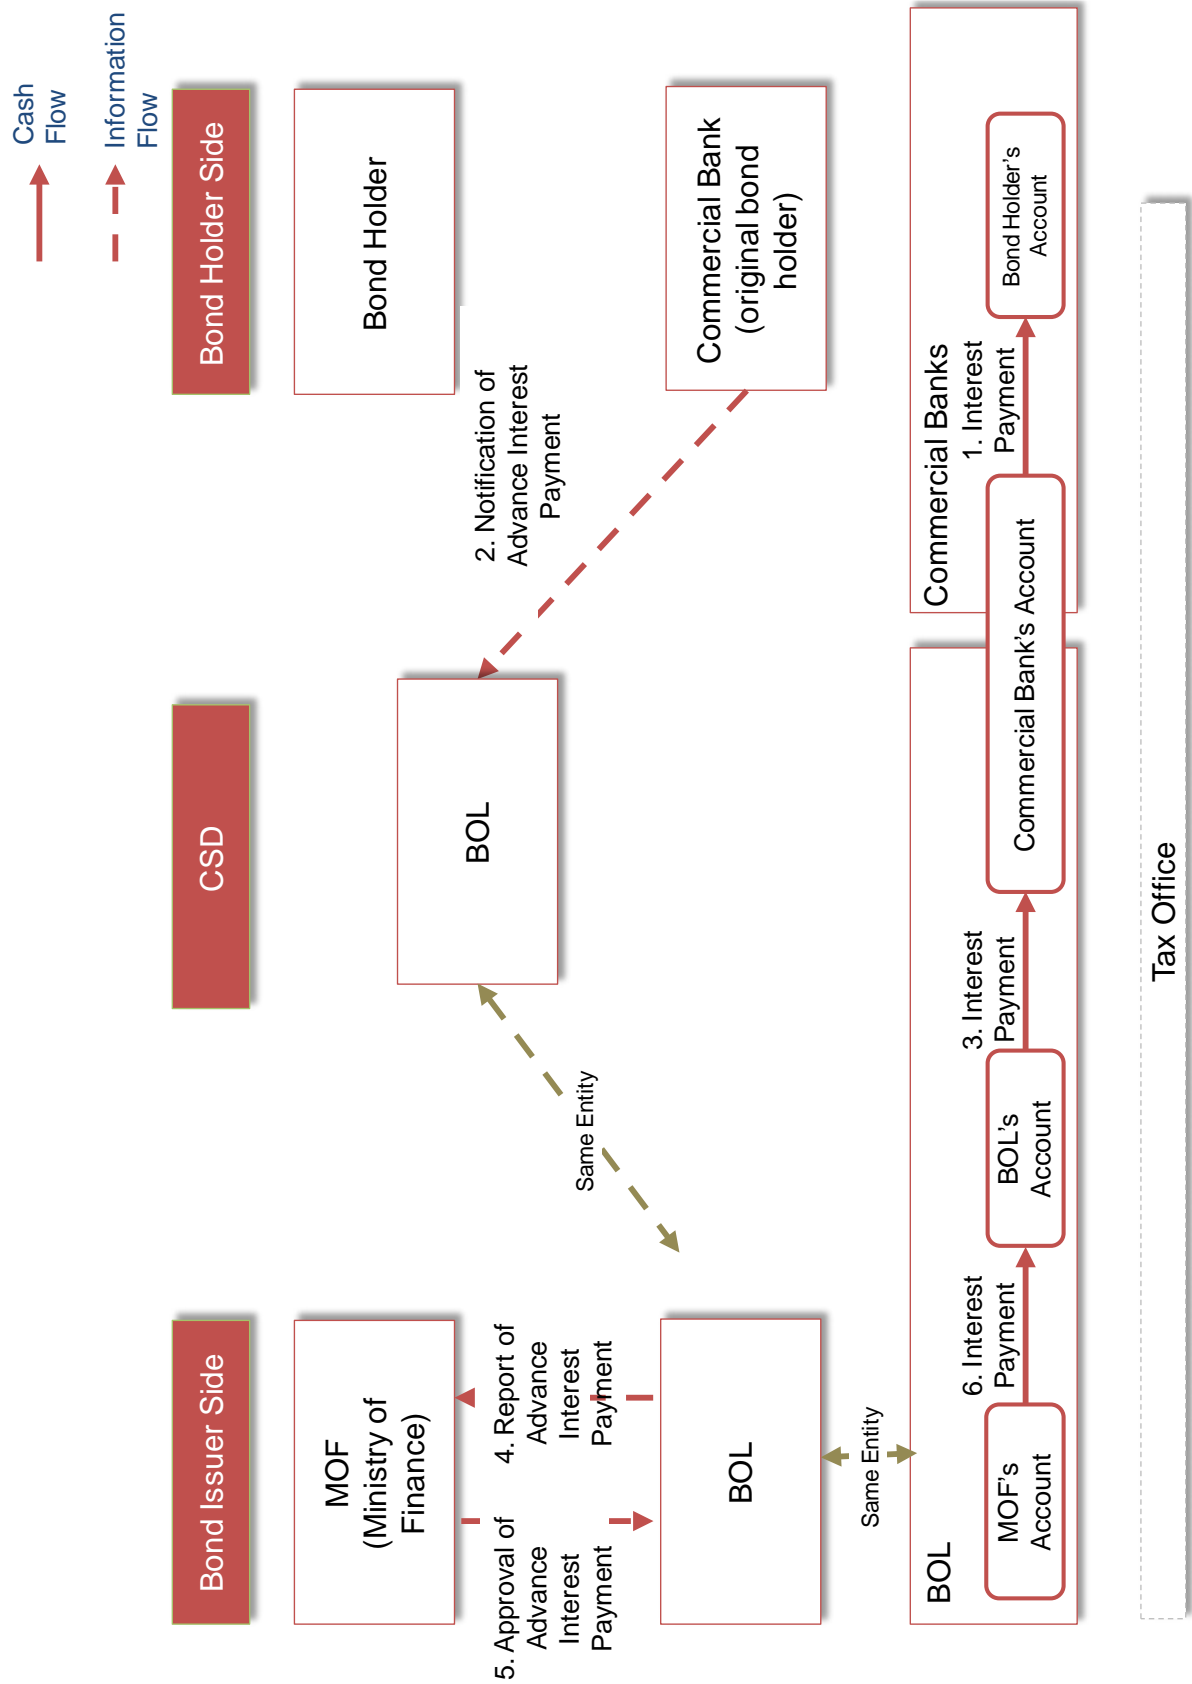 Cash
Flow
Information
Flow
Bond Issuer Side
CSD
Bond Holder Side
MOF
(Ministry of
Finance)
BOL
Bond Holder
5. Approval of
Advance
Interest
Payment
4. Report of
Advance
Interest
Payment
Same Entity
2. Notification of
Advance Interest
Payment
BOL
Commercial Bank
(original bond
holder)
Same Entity
BOL
Commercial Banks
6. Interest
Payment
3. Interest
Payment
1. Interest
Payment
MOF's
Account
BOL's
Account
Commercial Bank's Account
Bond Holder's
Account
Tax Office